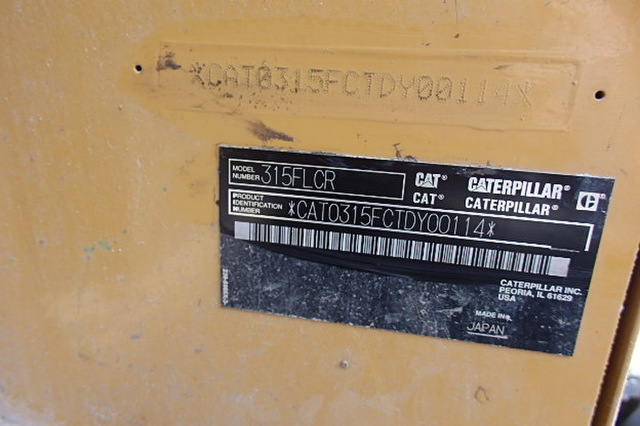 *CAT0315FCTDY00114*
MODEL NUMBER 315FLCR
CAT® CATERPILLAR®
CAT® CATERPILLAR®
PRODUCT IDENTIFICATION NUMBER *CAT0315FCTDY00114*
CATERPILLAR INC.
PEORIA, IL 61629
USA
MADE IN
JAPAN